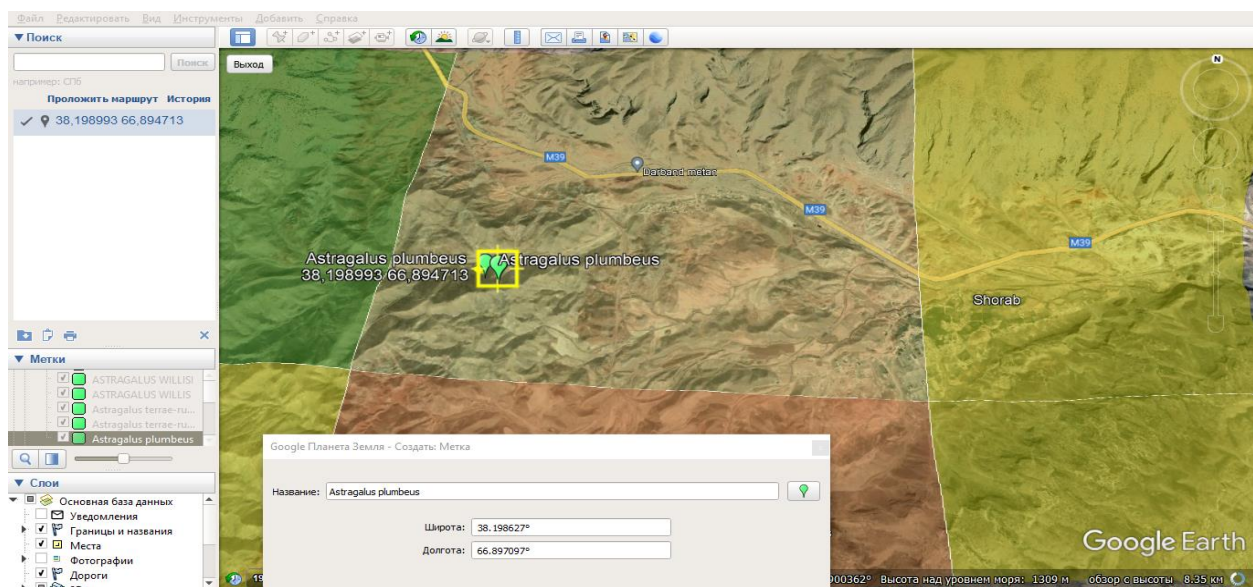 Файл Редактировать Вид Инструменты Добавить Справка
Поиск
Поиск
например: СПб
Проложить маршрут История
38,198993 66,894713
Метки
ASTRAGALUS WILLISI
ASTRAGALUS WILLIS
Astragalus terrae-ru...
Astragalus terrae-ru...
Astragalus plumbeus
Слои
Основная база данных
Уведомления
Границы и названия
Места
Фотографии
Дороги
Выход
N
M39
Darband metan
M39
M39
Astragalus plumbeus Astragalus plumbeus
38,198993 66,894713
Shorab
Google Планета Земля - Создать: Метка
Название: Astragalus plumbeus
Широта: 38.198627°
Долгота: 66.897097°
Google Earth
19
900362° Высота над уровнем моря: 1309 м обзор с высоты 8.35 км